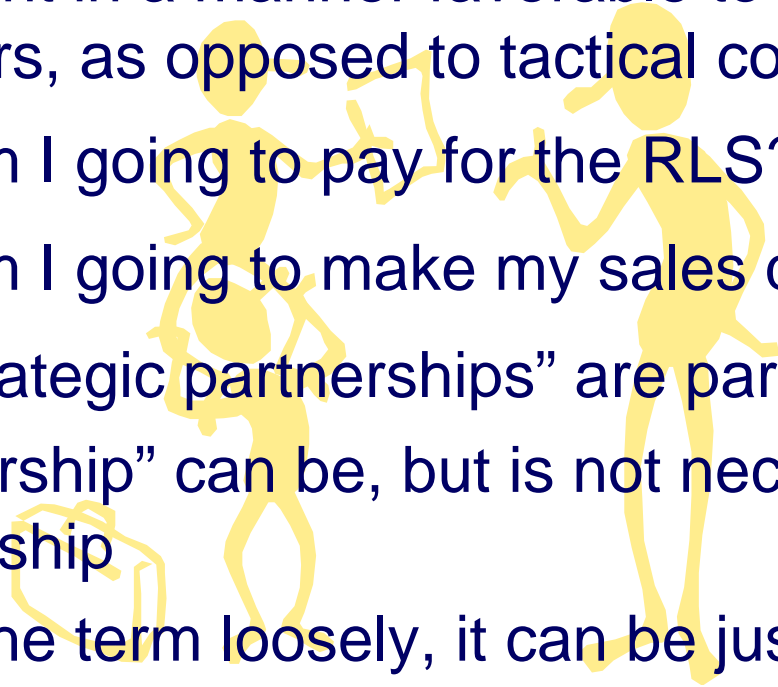 rs, as opposed to tactical co
I going to pay for the RLS?
I going to make my sales
ategic partnerships” are par
rship” can be, but is not nec
ship
term loosely, it can be jus